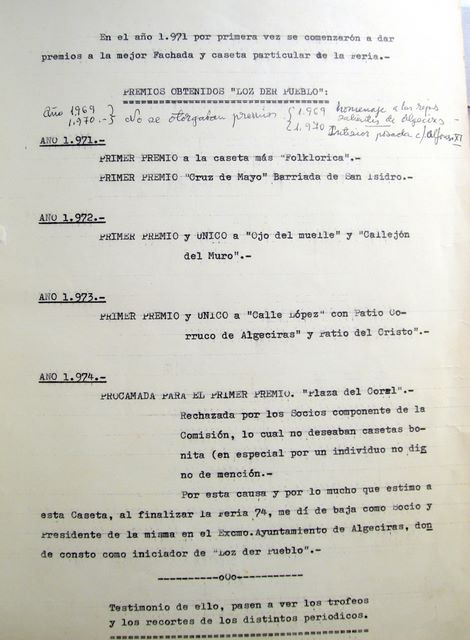 En el año 1.971 por primera vez se comenzarón a dar
premios a la mejor Fachada y caseta particular de la Feria.-
PREMIOS OBTENIDOS "LOZ DER PUEBLO":
Año 1969
1.970.-
} No se otorgaban premios
{ 1.969 homenaje a los repos
salientes de Algeciras -
{ 1.970 Interior posada c/ Alfonso XI
AÑO 1.971.-
PRIMER PREMIO a la caseta más "Folklorica".-
PRIMER PREMIO "Cruz de Mayo" Barriada de San Isidro.-
AÑO 1.972.-
PRIMER PREMIO y UNICO a "Ojo del muelle" y "Callejón
del Muro".-
AÑO 1.973.-
PRIMER PREMIO y UNICO a "Calle López" con Patio Co-
rruco de Algeciras" y Patio del Cristo".-
AÑO 1.974.-
PROCAMADA PARA EL PRIMER PREMIO. "Plaza del Coral".-
Rechazada por los Socios componente de la
Comisión, lo cual no deseaban casetas bo-
nita (en especial por un individuo no dig
no de mención.-
Por esta causa y por lo mucho que estimo a
esta Caseta, al finalizar la Feria 74, me dí de baja como Socio y
Presidente de la misma en el Excmo.Ayuntamiento de Algeciras, don
de consto como iniciador de "Loz der Pueblo".-
-----------oOo------------
Testimonio de ello, pasen a ver los trofeos
y los recortes de los distintos periodicos.